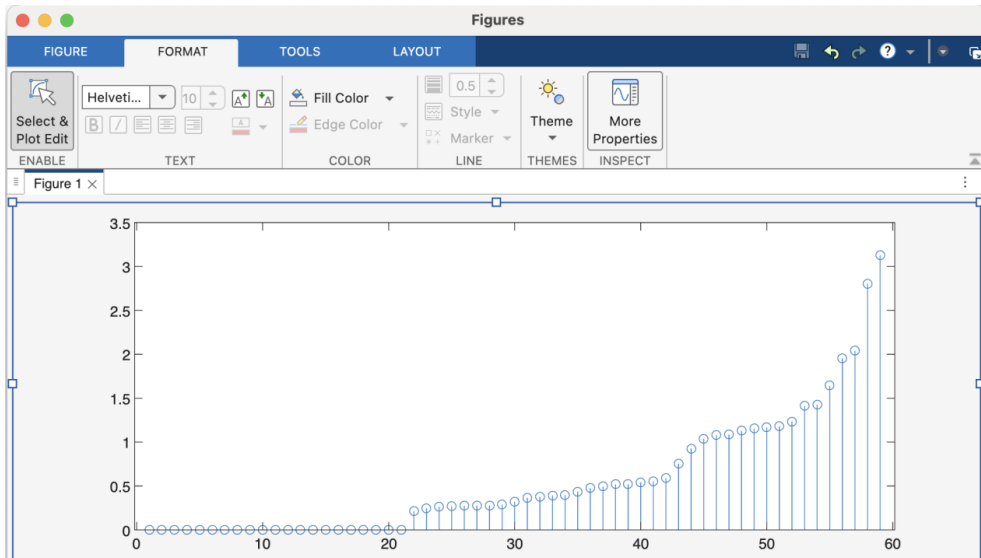 Figures
FIGURE FORMAT TOOLS LAYOUT
Helveti... 10
Fill Color
0.5
Select &
Plot Edit
B I
A
Edge Color
Style
Marker
Theme
More
Properties
ENABLE TEXT COLOR LINE THEMES INSPECT
Figure 1
3.5
3
2.5
2
1.5
1
0.5
0
0 10 20 30 40 50 60